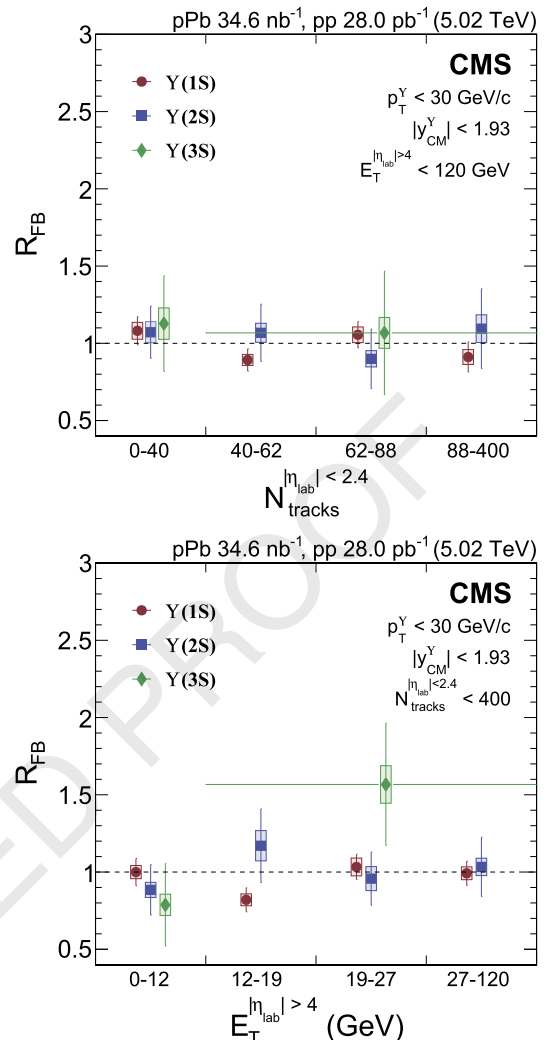 pPb 34.6 nb⁻¹, pp 28.0 pb⁻¹ (5.02 TeV)
3
CMS
Υ(1S)
p_T^Υ < 30 GeV/c
Υ(2S)
|y_CM^Υ| < 1.93
Υ(3S)
E_T^|η_lab|>4 < 120 GeV
2.5
2
R_FB
1.5
1
0.5
0-40 40-62 62-88 88-400
N_tracks^|η_lab| < 2.4
pPb 34.6 nb⁻¹, pp 28.0 pb⁻¹ (5.02 TeV)
3
CMS
Υ(1S)
p_T^Υ < 30 GeV/c
Υ(2S)
|y_CM^Υ| < 1.93
Υ(3S)
N_tracks^|η_lab|<2.4 < 400
2.5
2
R_FB
1.5
1
0.5
0-12 12-19 19-27 27-120
E_T^|η_lab| > 4 (GeV)
ED PROOF